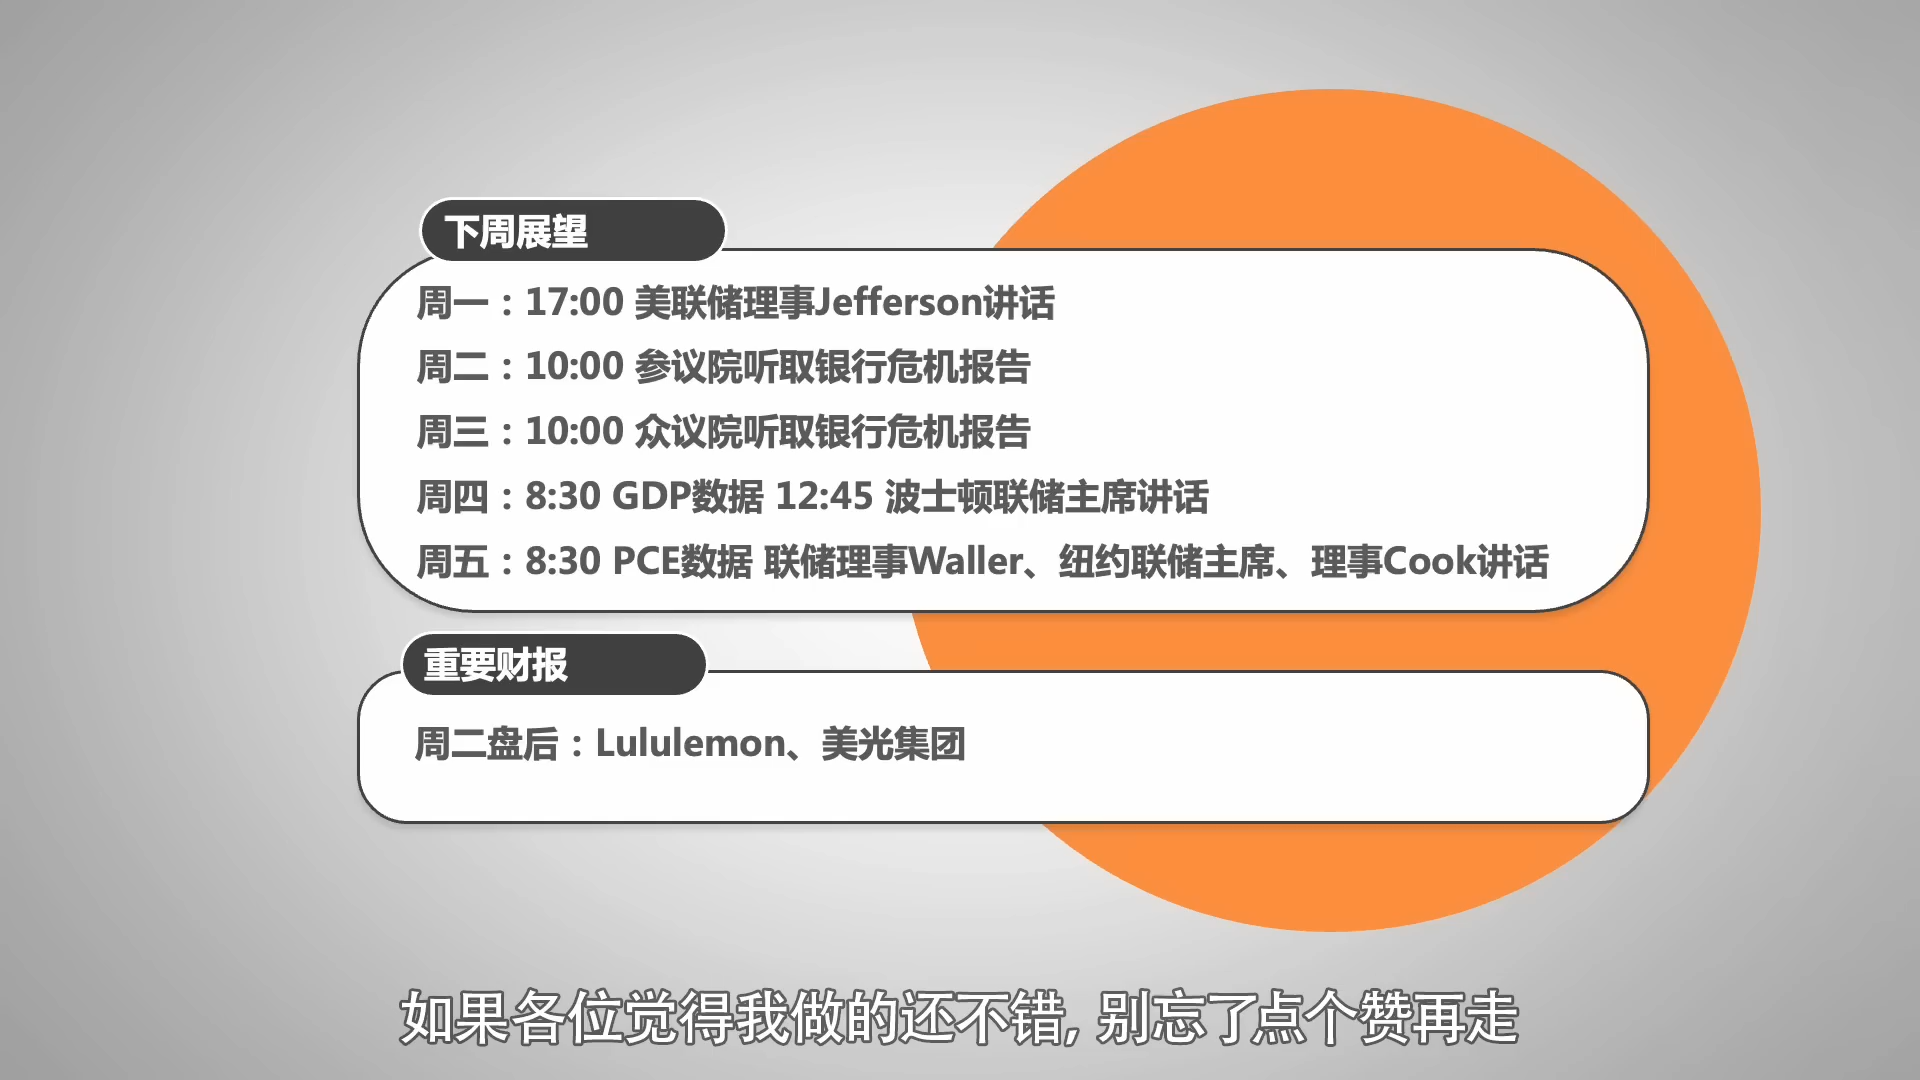 下周展望
周一：17:00 美联储理事Jefferson讲话
周二：10:00 参议院听取银行危机报告
周三：10:00 众议院听取银行危机报告
周四：8:30 GDP数据 12:45 波士顿联储主席讲话
周五：8:30 PCE数据 联储理事Waller、纽约联储主席、理事Cook讲话
重要财报
周二盘后：Lululemon、美光集团
如果各位觉得我做的还不错, 别忘了点个赞再走